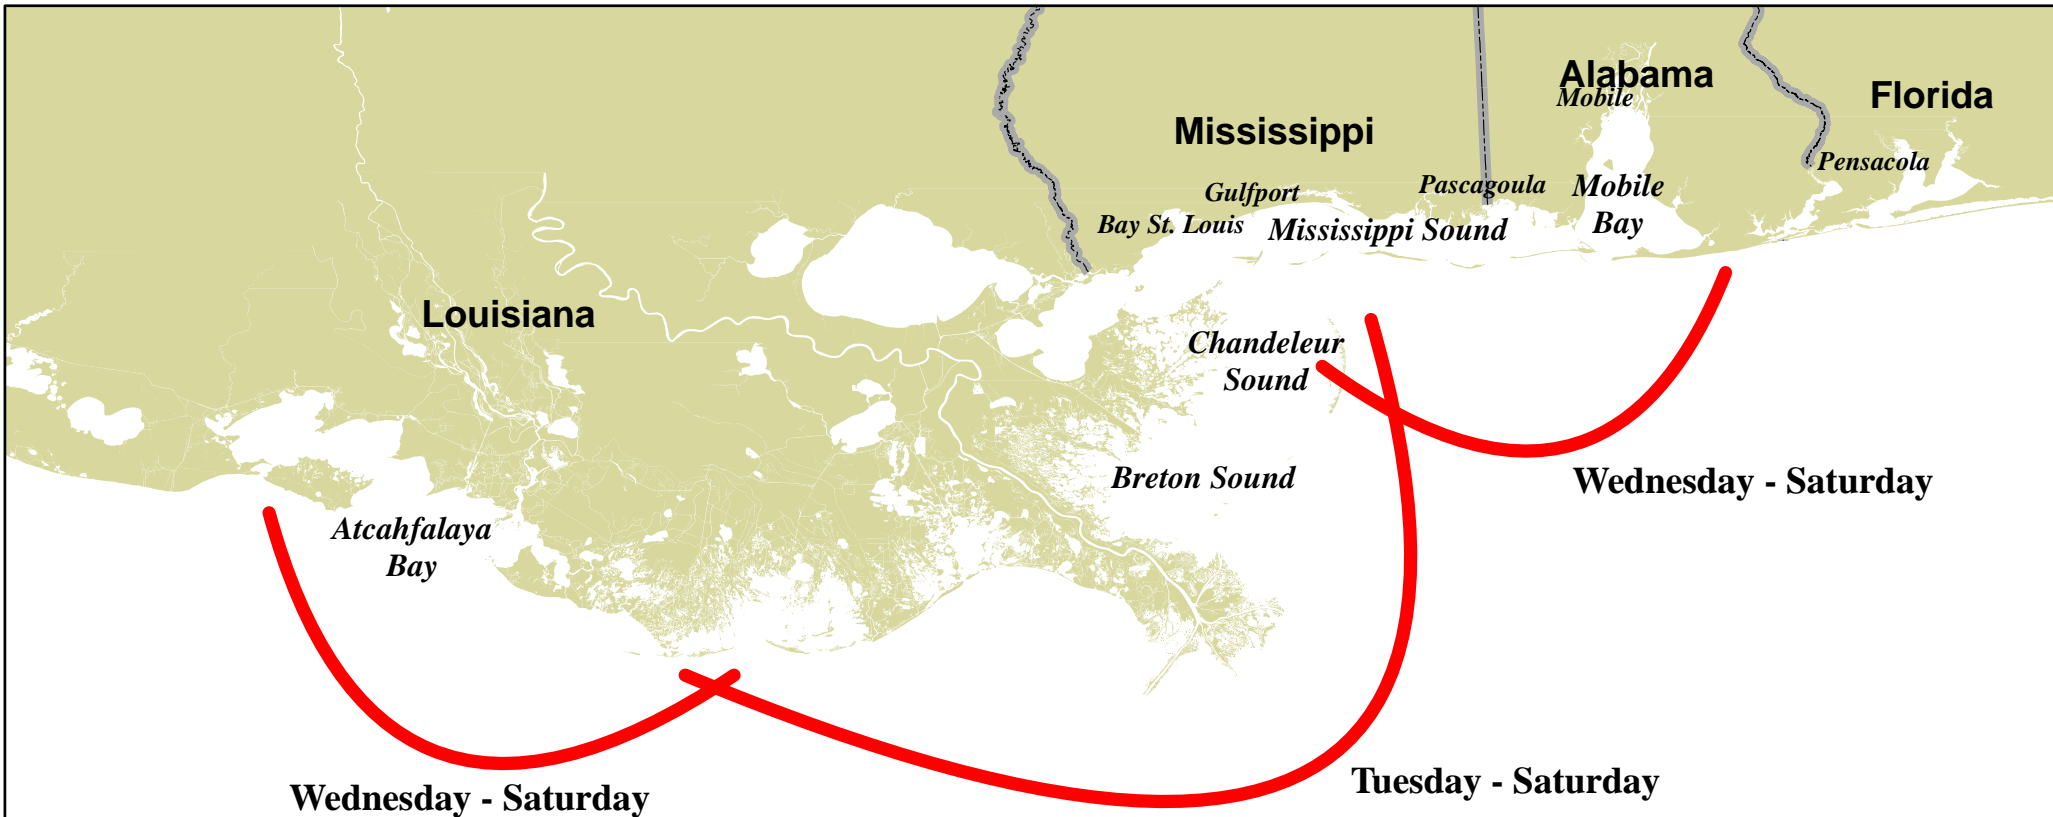 Alabama
Mobile
Florida
Mississippi
Pensacola
Gulfport
Pascagoula
Mobile
Bay
Bay St. Louis
Mississippi Sound
Louisiana
Chandeleur
Sound
Breton Sound
Wednesday - Saturday
Atcahfalaya
Bay
Tuesday - Saturday
Wednesday - Saturday